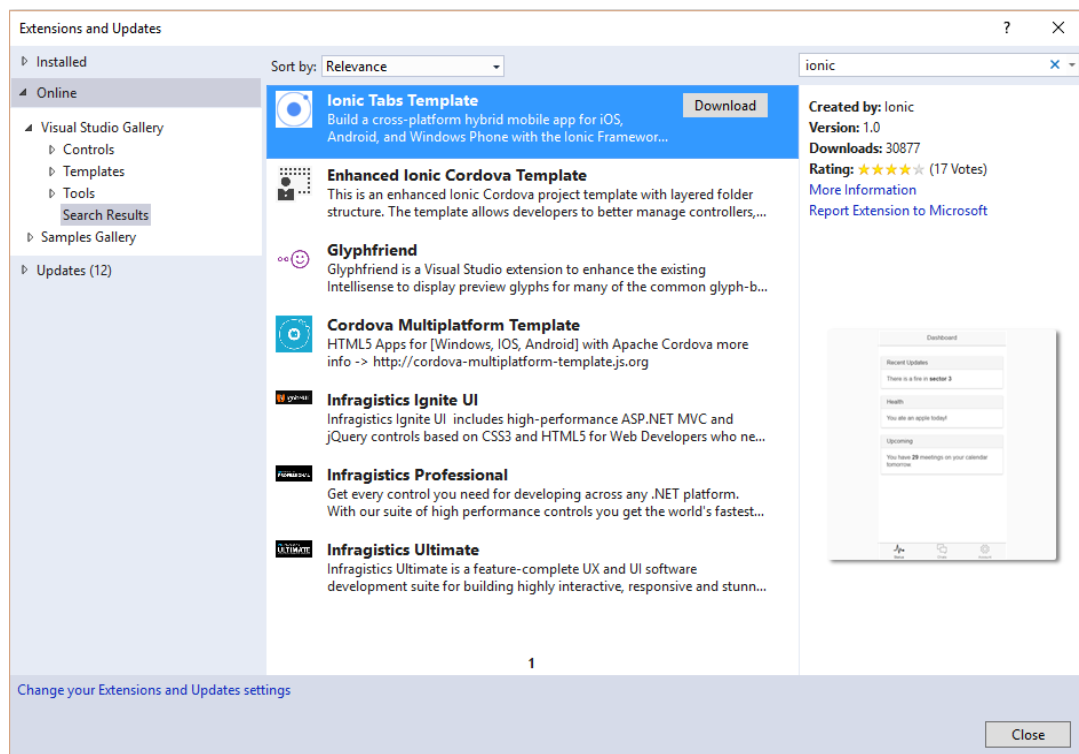 Extensions and Updates
?
Installed
Online
Visual Studio Gallery
Controls
Templates
Tools
Search Results
Samples Gallery
Updates (12)
Sort by: Relevance
Ionic Tabs Template
Download
Build a cross-platform hybrid mobile app for iOS,
Android, and Windows Phone with the Ionic Framewor...
Enhanced Ionic Cordova Template
This is an enhanced Ionic Cordova project template with layered folder
structure. The template allows developers to better manage controllers,...
Glyphfriend
Glyphfriend is a Visual Studio extension to enhance the existing
Intellisense to display preview glyphs for many of the common glyph-b...
Cordova Multiplatform Template
HTML5 Apps for [Windows, IOS, Android] with Apache Cordova more
info -> http://cordova-multiplatform-template.js.org
Infragistics Ignite UI
Infragistics Ignite UI  includes high-performance ASP.NET MVC and
jQuery controls based on CSS3 and HTML5 for Web Developers who ne...
Infragistics Professional
Get every control you need for developing across any .NET platform.
With our suite of high performance controls you get the world's fastest...
ULTIMATE
Infragistics Ultimate
Infragistics Ultimate is a feature-complete UX and UI software
development suite for building highly interactive, responsive and stunn...
1
ionic
Created by: Ionic
Version: 1.0
Downloads: 30877
Rating: (17 Votes)
More Information
Report Extension to Microsoft
Dashboard
Recent Updates
There is a fire in sector 3
Health
You ate an apple today!
Upcoming
You have 29 meetings on your calendar
tomorrow.
Change your Extensions and Updates settings
Close